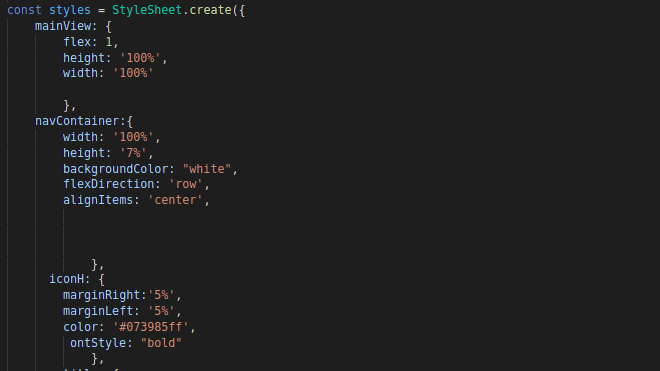 const styles = StyleSheet.create({
mainView: {
flex: 1,
height: '100%',
width: '100%'
},
navContainer:{
width: '100%',
height: '7%',
backgroundColor: "white",
flexDirection: 'row',
alignItems: 'center',
},
iconH: {
marginRight:'5%',
marginLeft: '5%',
color: '#073985ff',
ontStyle: "bold"
},